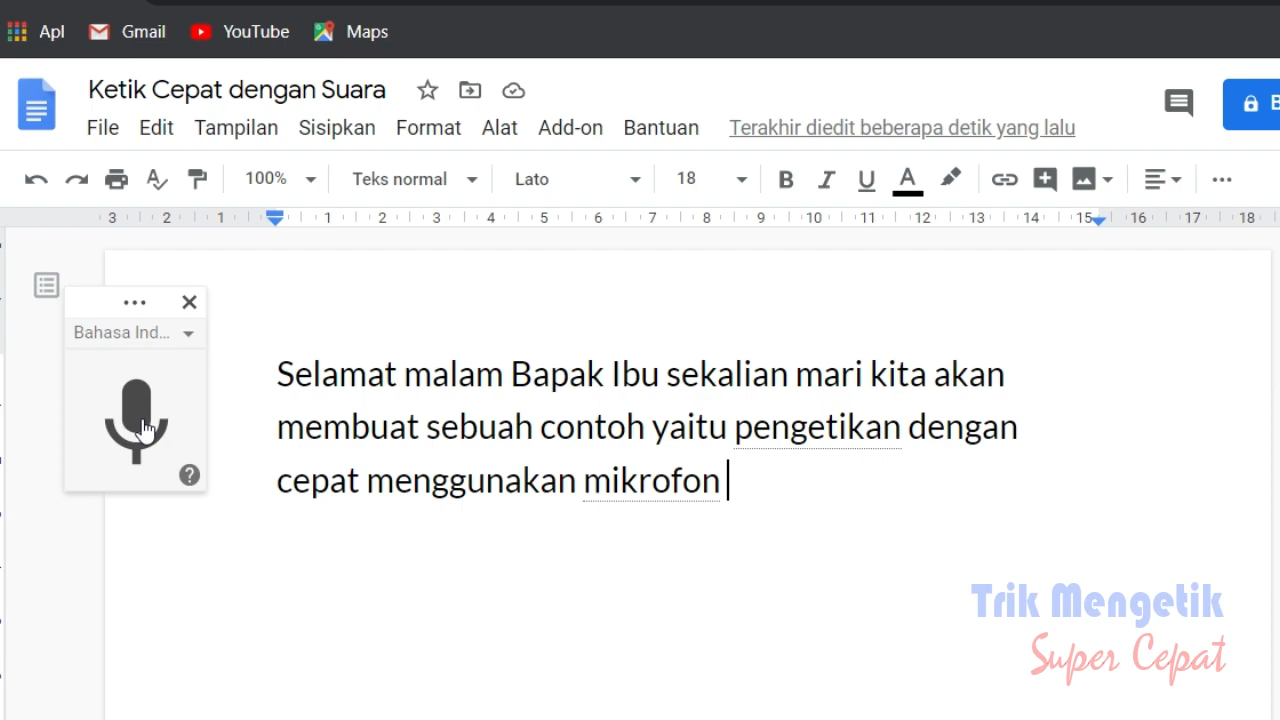 Apl Gmail YouTube Maps
Ketik Cepat dengan Suara
File Edit Tampilan Sisipkan Format Alat Add-on Bantuan Terakhir diedit beberapa detik yang lalu
100% Teks normal Lato 18 B I U A
3 2 1 1 2 3 4 5 6 7 8 9 10 11 12 13 14 15 16 17 18
Bahasa Ind...
Selamat malam Bapak Ibu sekalian mari kita akan
membuat sebuah contoh yaitu pengetikan dengan
cepat menggunakan mikrofon
Trik Mengetik
Super Cepat